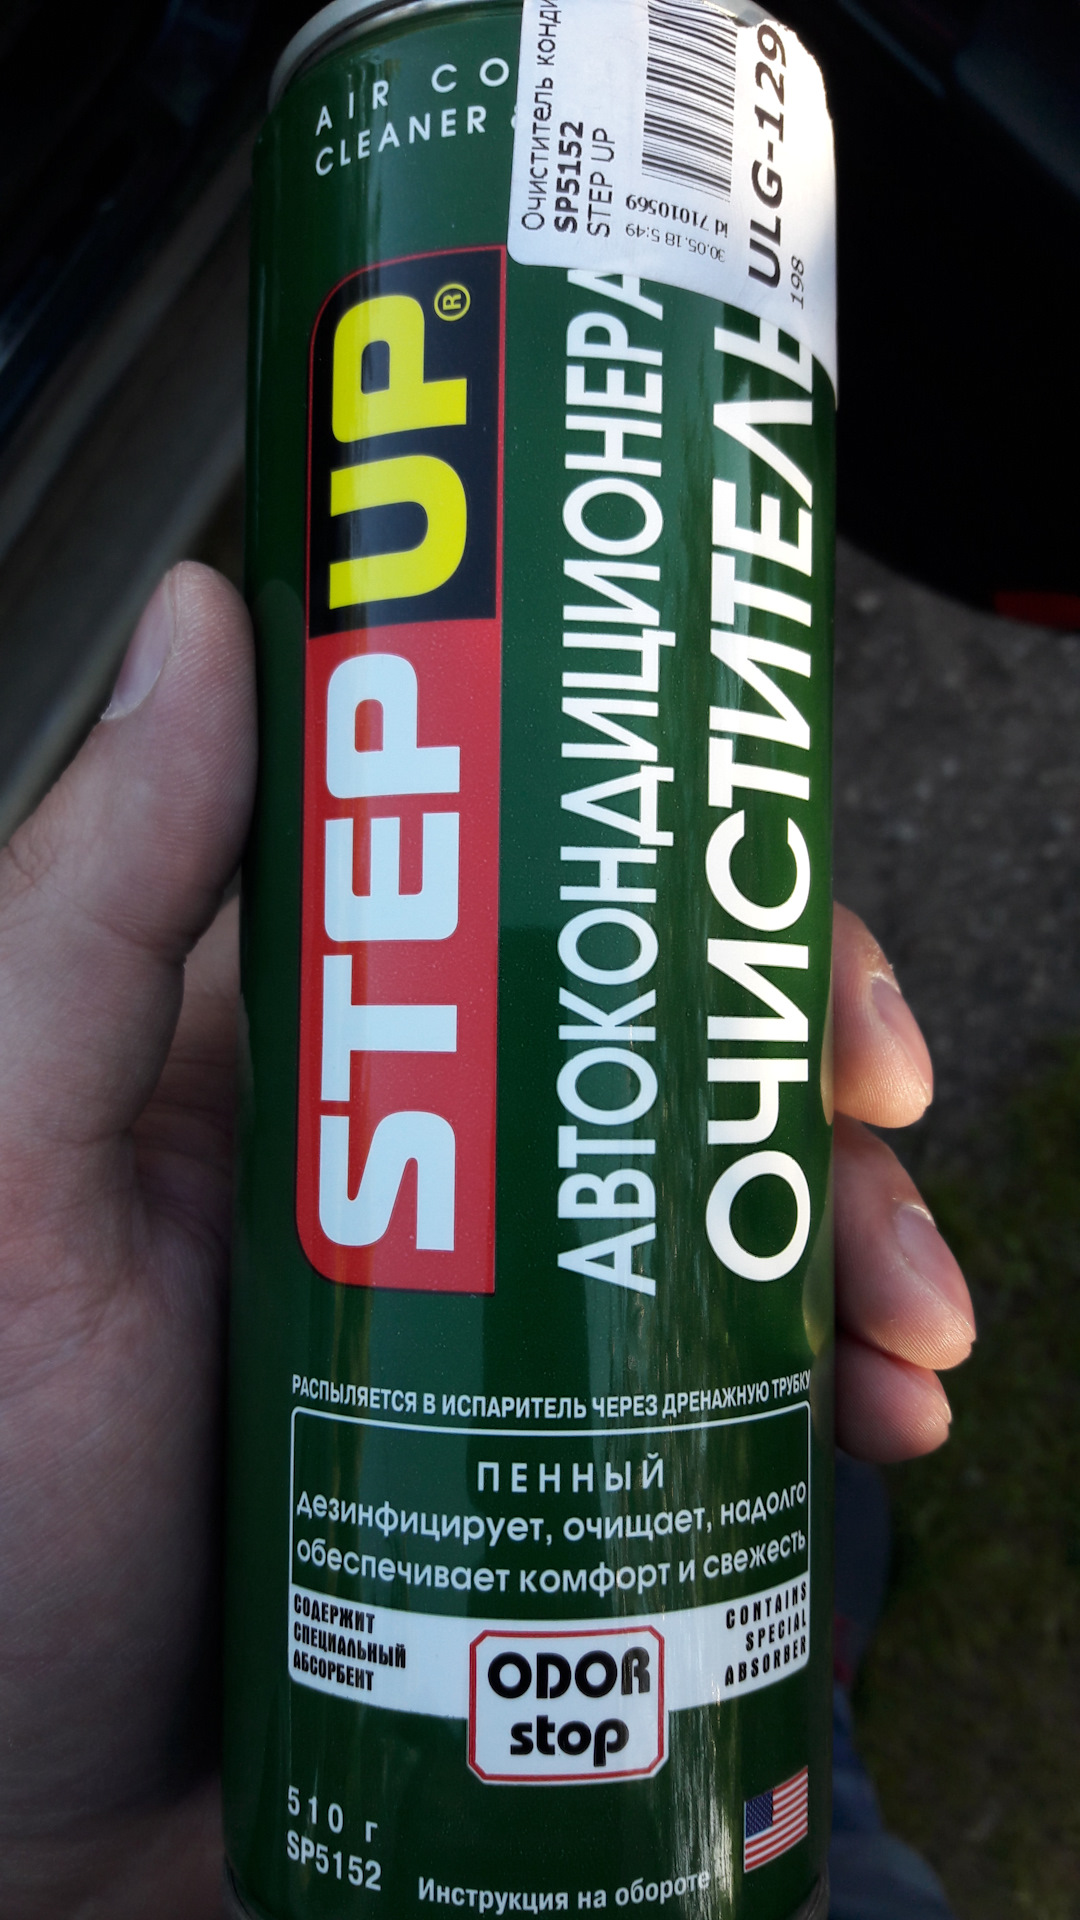 AIR CO
CLEANER
Очиститель конди
SP5152
STEP UP
id 71010569
30.05.18 5:49
ULG-129
198
STEP UP®
АВТОКОНДИЦИОНЕРА
ОЧИСТИТЕЛЬ
РАСПЫЛЯЕТСЯ В ИСПАРИТЕЛЬ ЧЕРЕЗ ДРЕНАЖНУЮ ТРУБКУ
ПЕННЫЙ
дезинфицирует, очищает, надолго
обеспечивает комфорт и свежесть
СОДЕРЖИТ
СПЕЦИАЛЬНЫЙ
АБСОРБЕНТ
ODOR
stop
CONTAINS
SPECIAL
ABSORBER
510 г
SP5152
Инструкция на обороте